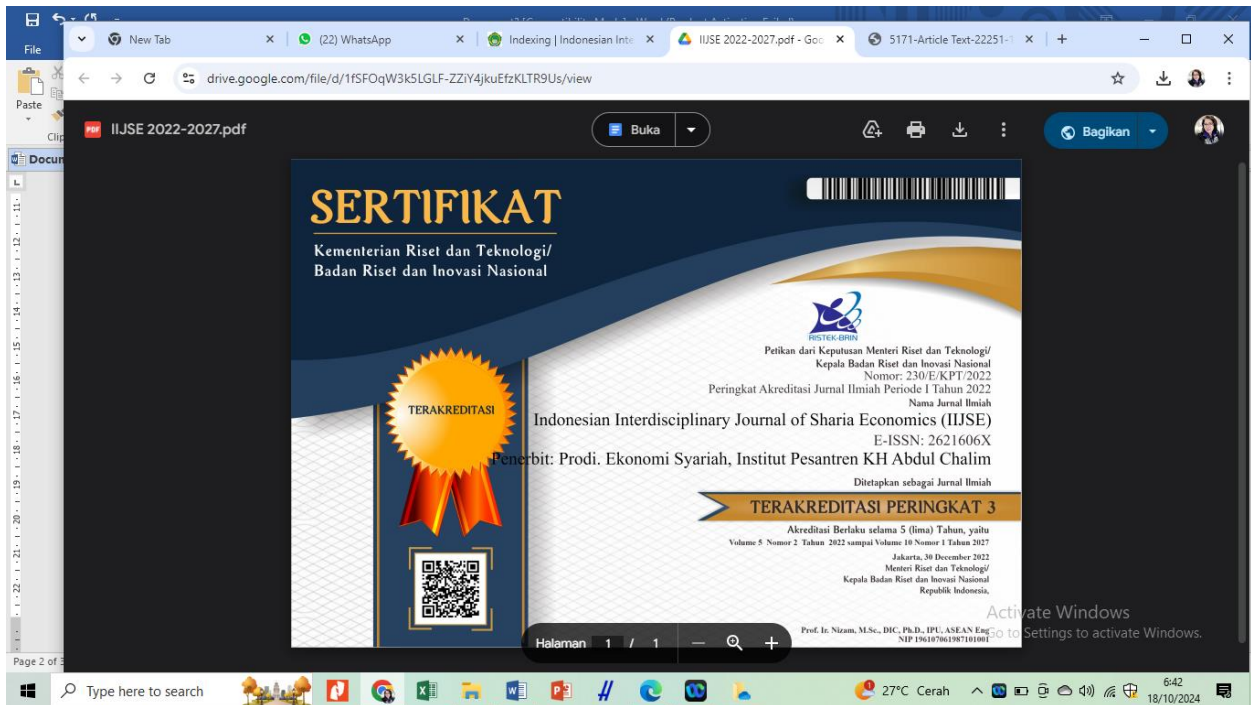 File
Paste
Clip
Docum
New Tab
(22) WhatsApp
Indexing | Indonesian Inte
IIJSE 2022-2027.pdf - Goo
5171-Article Text-22251-1
drive.google.com/file/d/1fSFOqW3k5LGLF-ZZiY4jkuEfzKLTR9Us/view
PDF IIJSE 2022-2027.pdf
Buka
Bagikan
SERTIFIKAT
Kementerian Riset dan Teknologi/
Badan Riset dan Inovasi Nasional
RISTEK-BRIN
Petikan dari Keputusan Menteri Riset dan Teknologi/
Kepala Badan Riset dan Inovasi Nasional
Nomor: 230/E/KPT/2022
Peringkat Akreditasi Jurnal Ilmiah Periode I Tahun 2022
Nama Jurnal Ilmiah
TERAKREDITASI
Indonesian Interdisciplinary Journal of Sharia Economics (IIJSE)
E-ISSN: 2621606X
Penerbit: Prodi. Ekonomi Syariah, Institut Pesantren KH Abdul Chalim
Ditetapkan sebagai Jurnal Ilmiah
TERAKREDITASI PERINGKAT 3
Akreditasi Berlaku selama 5 (lima) Tahun, yaitu
Volume 5 Nomor 2 Tahun 2022 sampai Volume 10 Nomor 1 Tahun 2027
Jakarta, 30 December 2022
Menteri Riset dan Teknologi/
Kepala Badan Riset dan Inovasi Nasional
Republik Indonesia,
Prof. Ir. Nizam, M.Sc., DIC, Ph.D., IPU, ASEAN Eng
NIP 196107061987101001
Activate Windows
Go to Settings to activate Windows.
Halaman 1 / 1
Page 2 of 3
Type here to search
27°C Cerah
6:42
18/10/2024